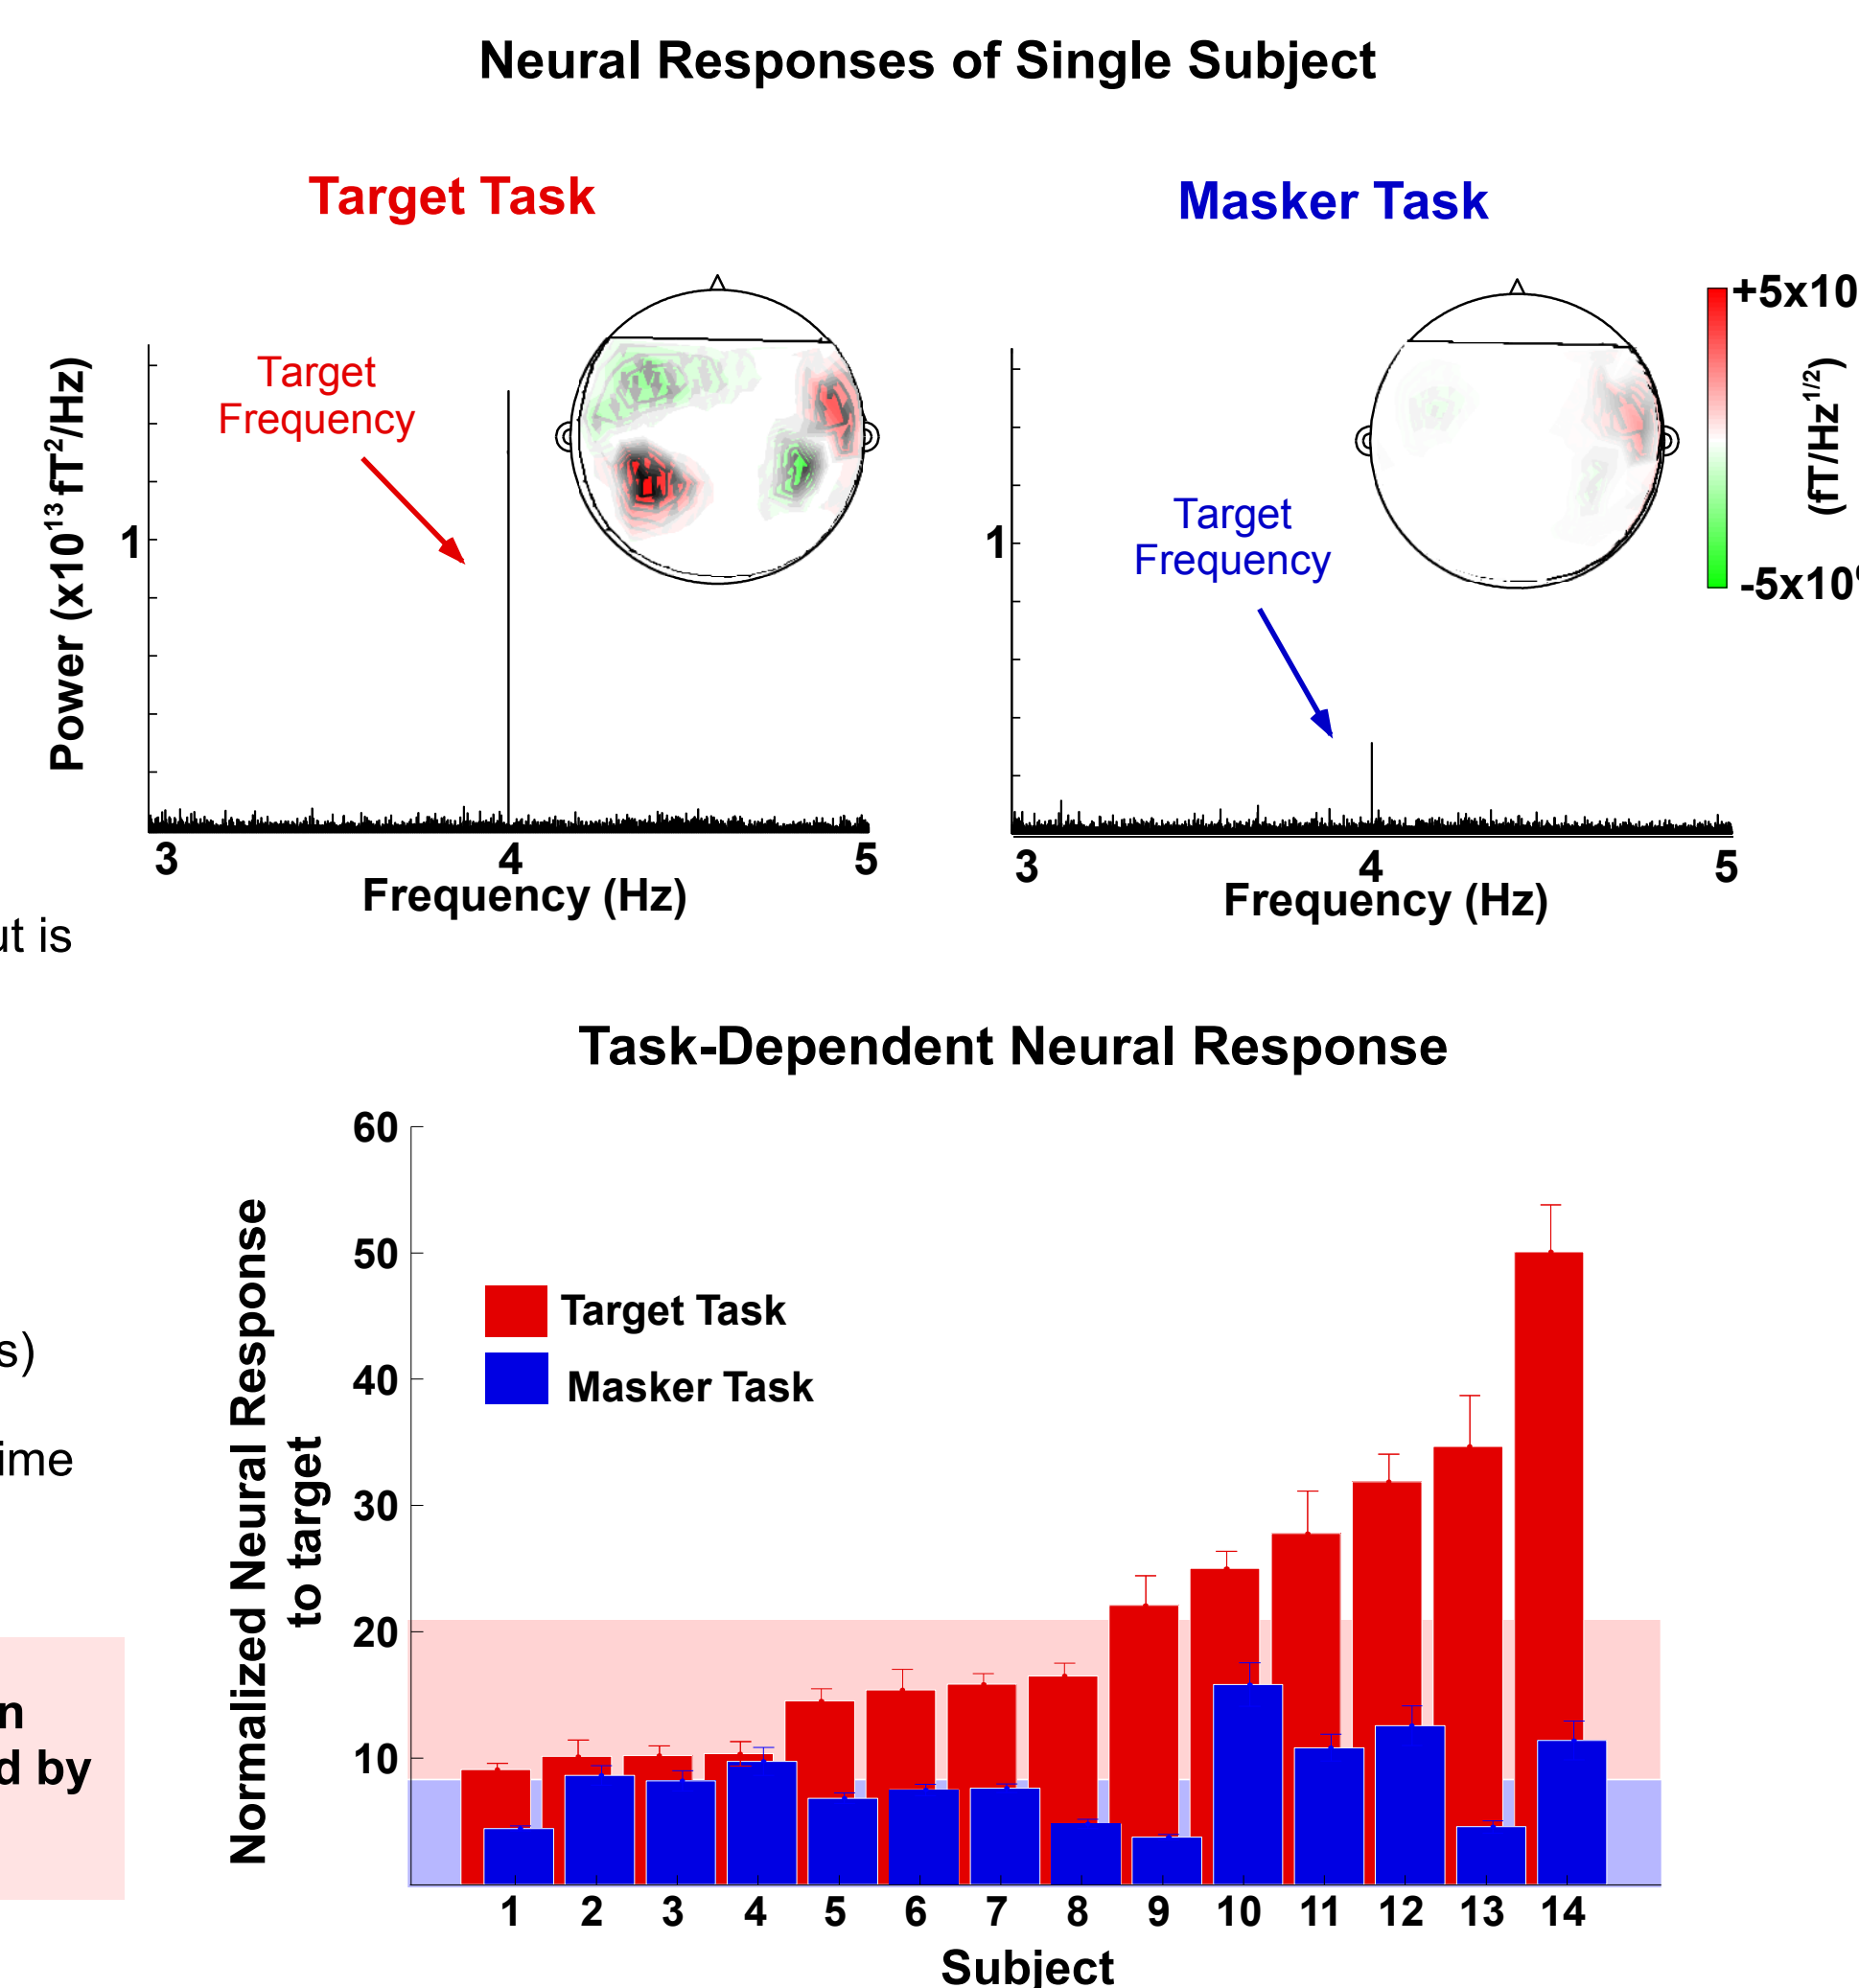 Neural Responses of Single Subject
Target Task
Masker Task
Target
Frequency
Target
Frequency
Power (x10¹³fT²/Hz)
1
3
4
5
Frequency (Hz)
1
3
4
5
Frequency (Hz)
+5x10
(fT/Hz¹/²)
-5x10
ut is
s)
ime
n
d by
Task-Dependent Neural Response
Normalized Neural Response
to target
60
50
40
30
20
10
Target Task
Masker Task
1 2 3 4 5 6 7 8 9 10 11 12 13 14
Subject